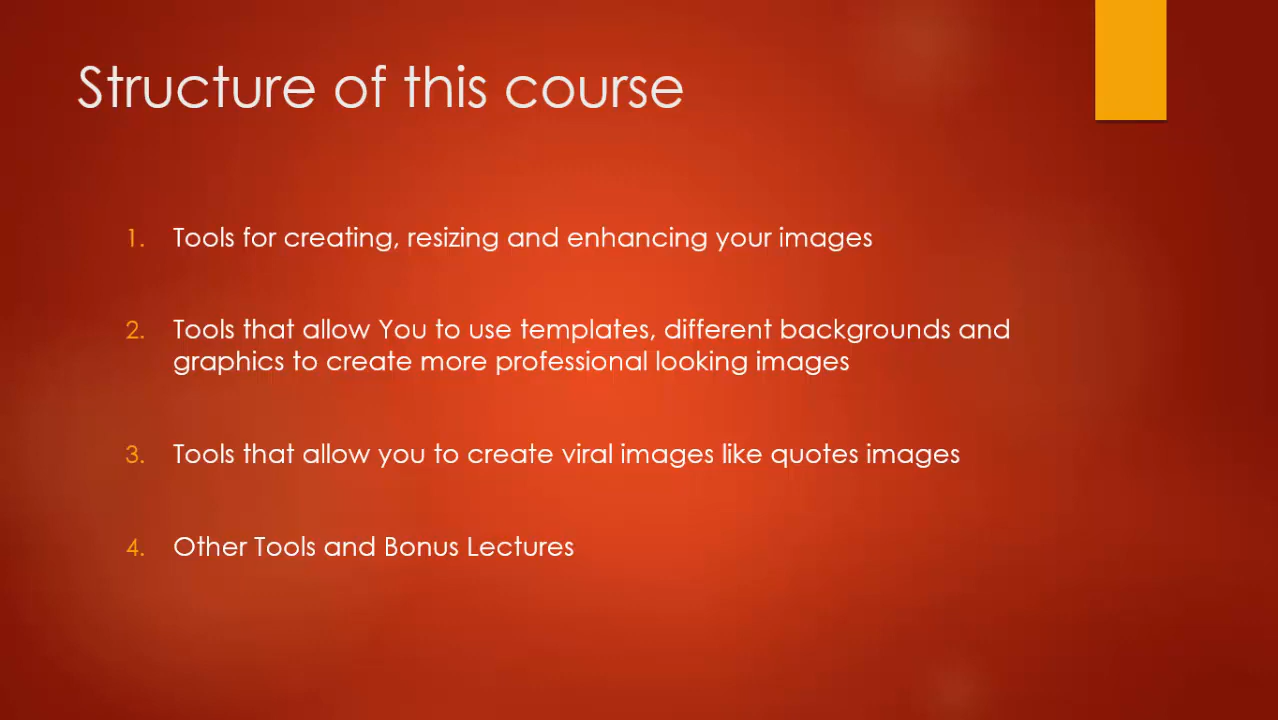 Structure of this course
1. Tools for creating, resizing and enhancing your images
2. Tools that allow You to use templates, different backgrounds and
graphics to create more professional looking images
3. Tools that allow you to create viral images like quotes images
4. Other Tools and Bonus Lectures